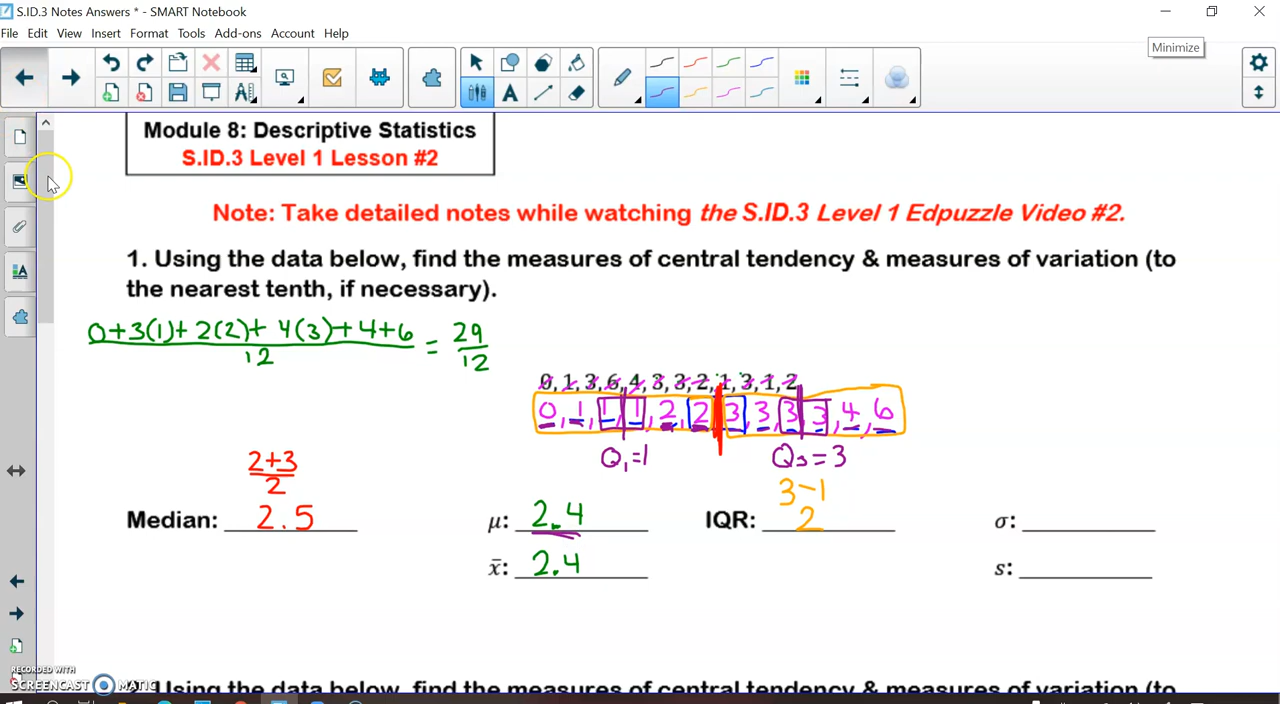 S.ID.3 Notes Answers * - SMART Notebook
File Edit View Insert Format Tools Add-ons Account Help
Minimize
Module 8: Descriptive Statistics
S.ID.3 Level 1 Lesson #2
Note: Take detailed notes while watching the S.ID.3 Level 1 Edpuzzle Video #2.
1. Using the data below, find the measures of central tendency & measures of variation (to
the nearest tenth, if necessary).
0+3(1)+2(2)+4(3)+4+6
12
= 29
12
0, 1, 3, 6, 4, 3, 3, 2, 1, 3, 1, 2
0, 1, 1, 1, 2, 2, 3, 3, 3, 3, 4, 6
Q1=1 Q3=3
2+3
2
3-1
Median: 2.5 μ: 2.4 IQR: 2 σ:
x̄: 2.4 s:
RECORDED WITH
SCREENCAST MATIC
Using the data below, find the measures of central tendency & measures of variation (to